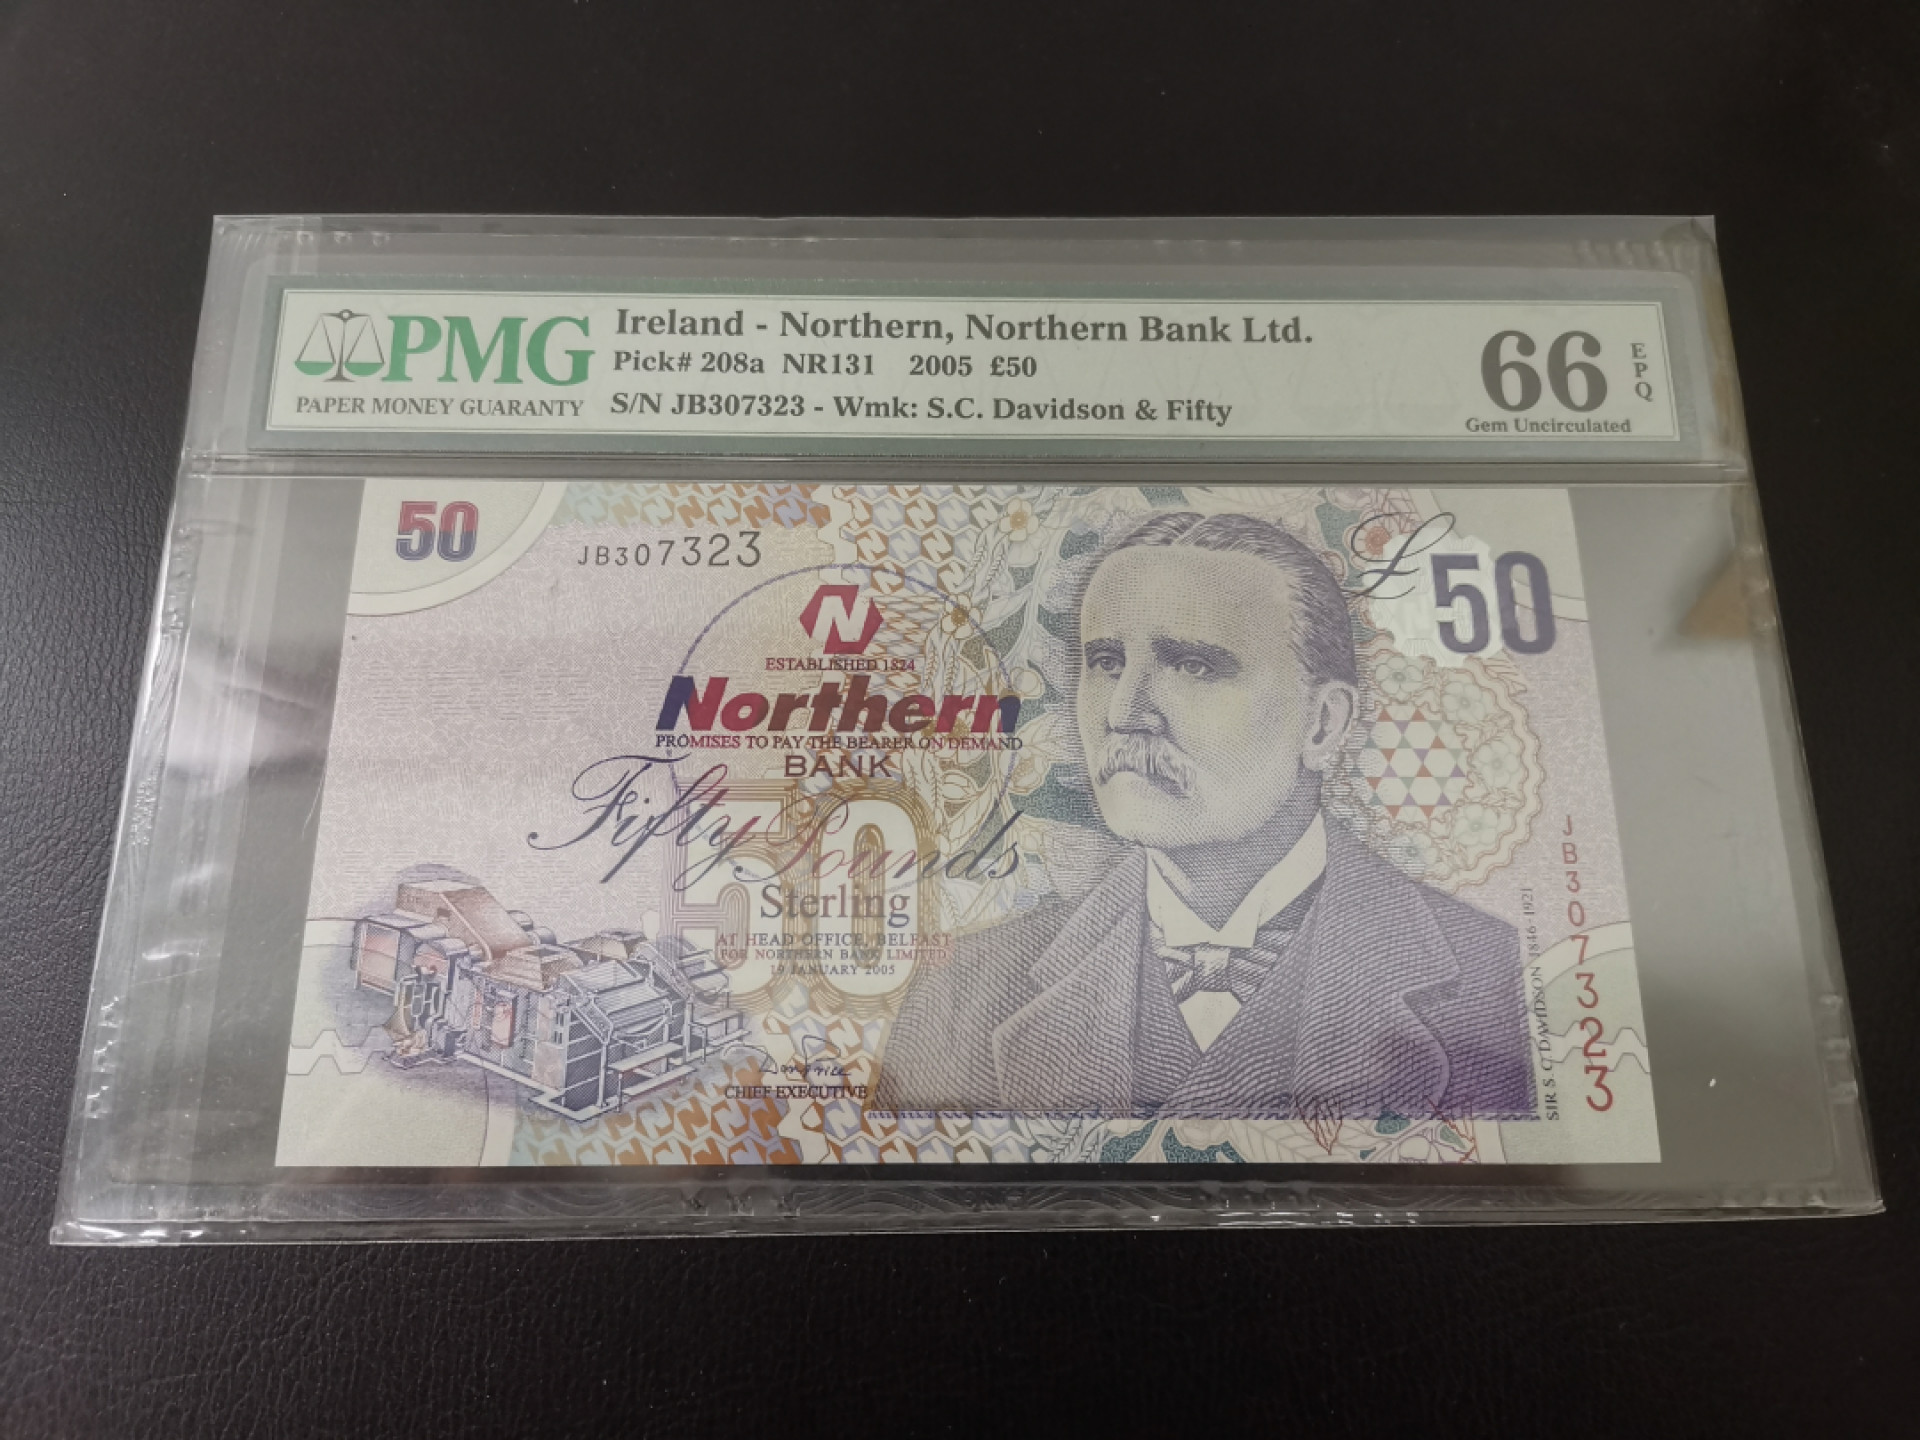 PMG
PAPER MONEY GUARANTY
Ireland - Northern, Northern Bank Ltd.
Pick# 208a NR131 2005 £50
S/N JB307323 - Wmk: S.C. Davidson & Fifty
66
EPQ
Gem Uncirculated
50
JB307323
£50
N
ESTABLISHED 1824
Northern
PROMISES TO PAY THE BEARER ON DEMAND
BANK
Fifty Pounds
50
Sterling
AT HEAD OFFICE, BELFAST
FOR NORTHERN BANK LIMITED
19 JANUARY 2005
CHIEF EXECUTIVE
SIR S.C. DAVIDSON 1846-1921
JB307323